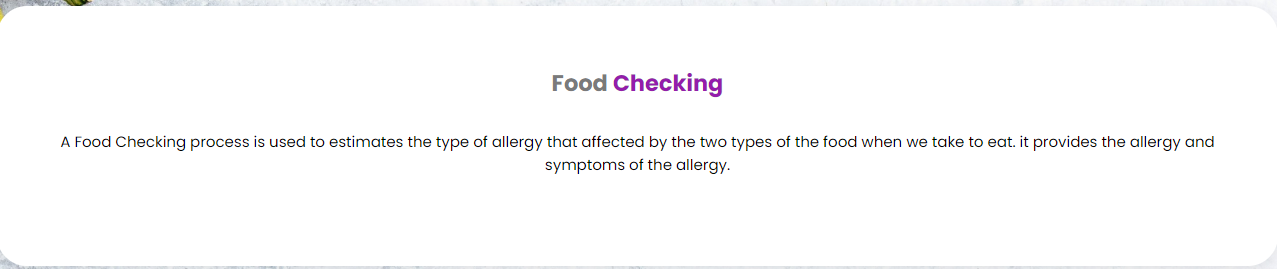 Food Checking
A Food Checking process is used to estimates the type of allergy that affected by the two types of the food when we take to eat. it provides the allergy and
symptoms of the allergy.